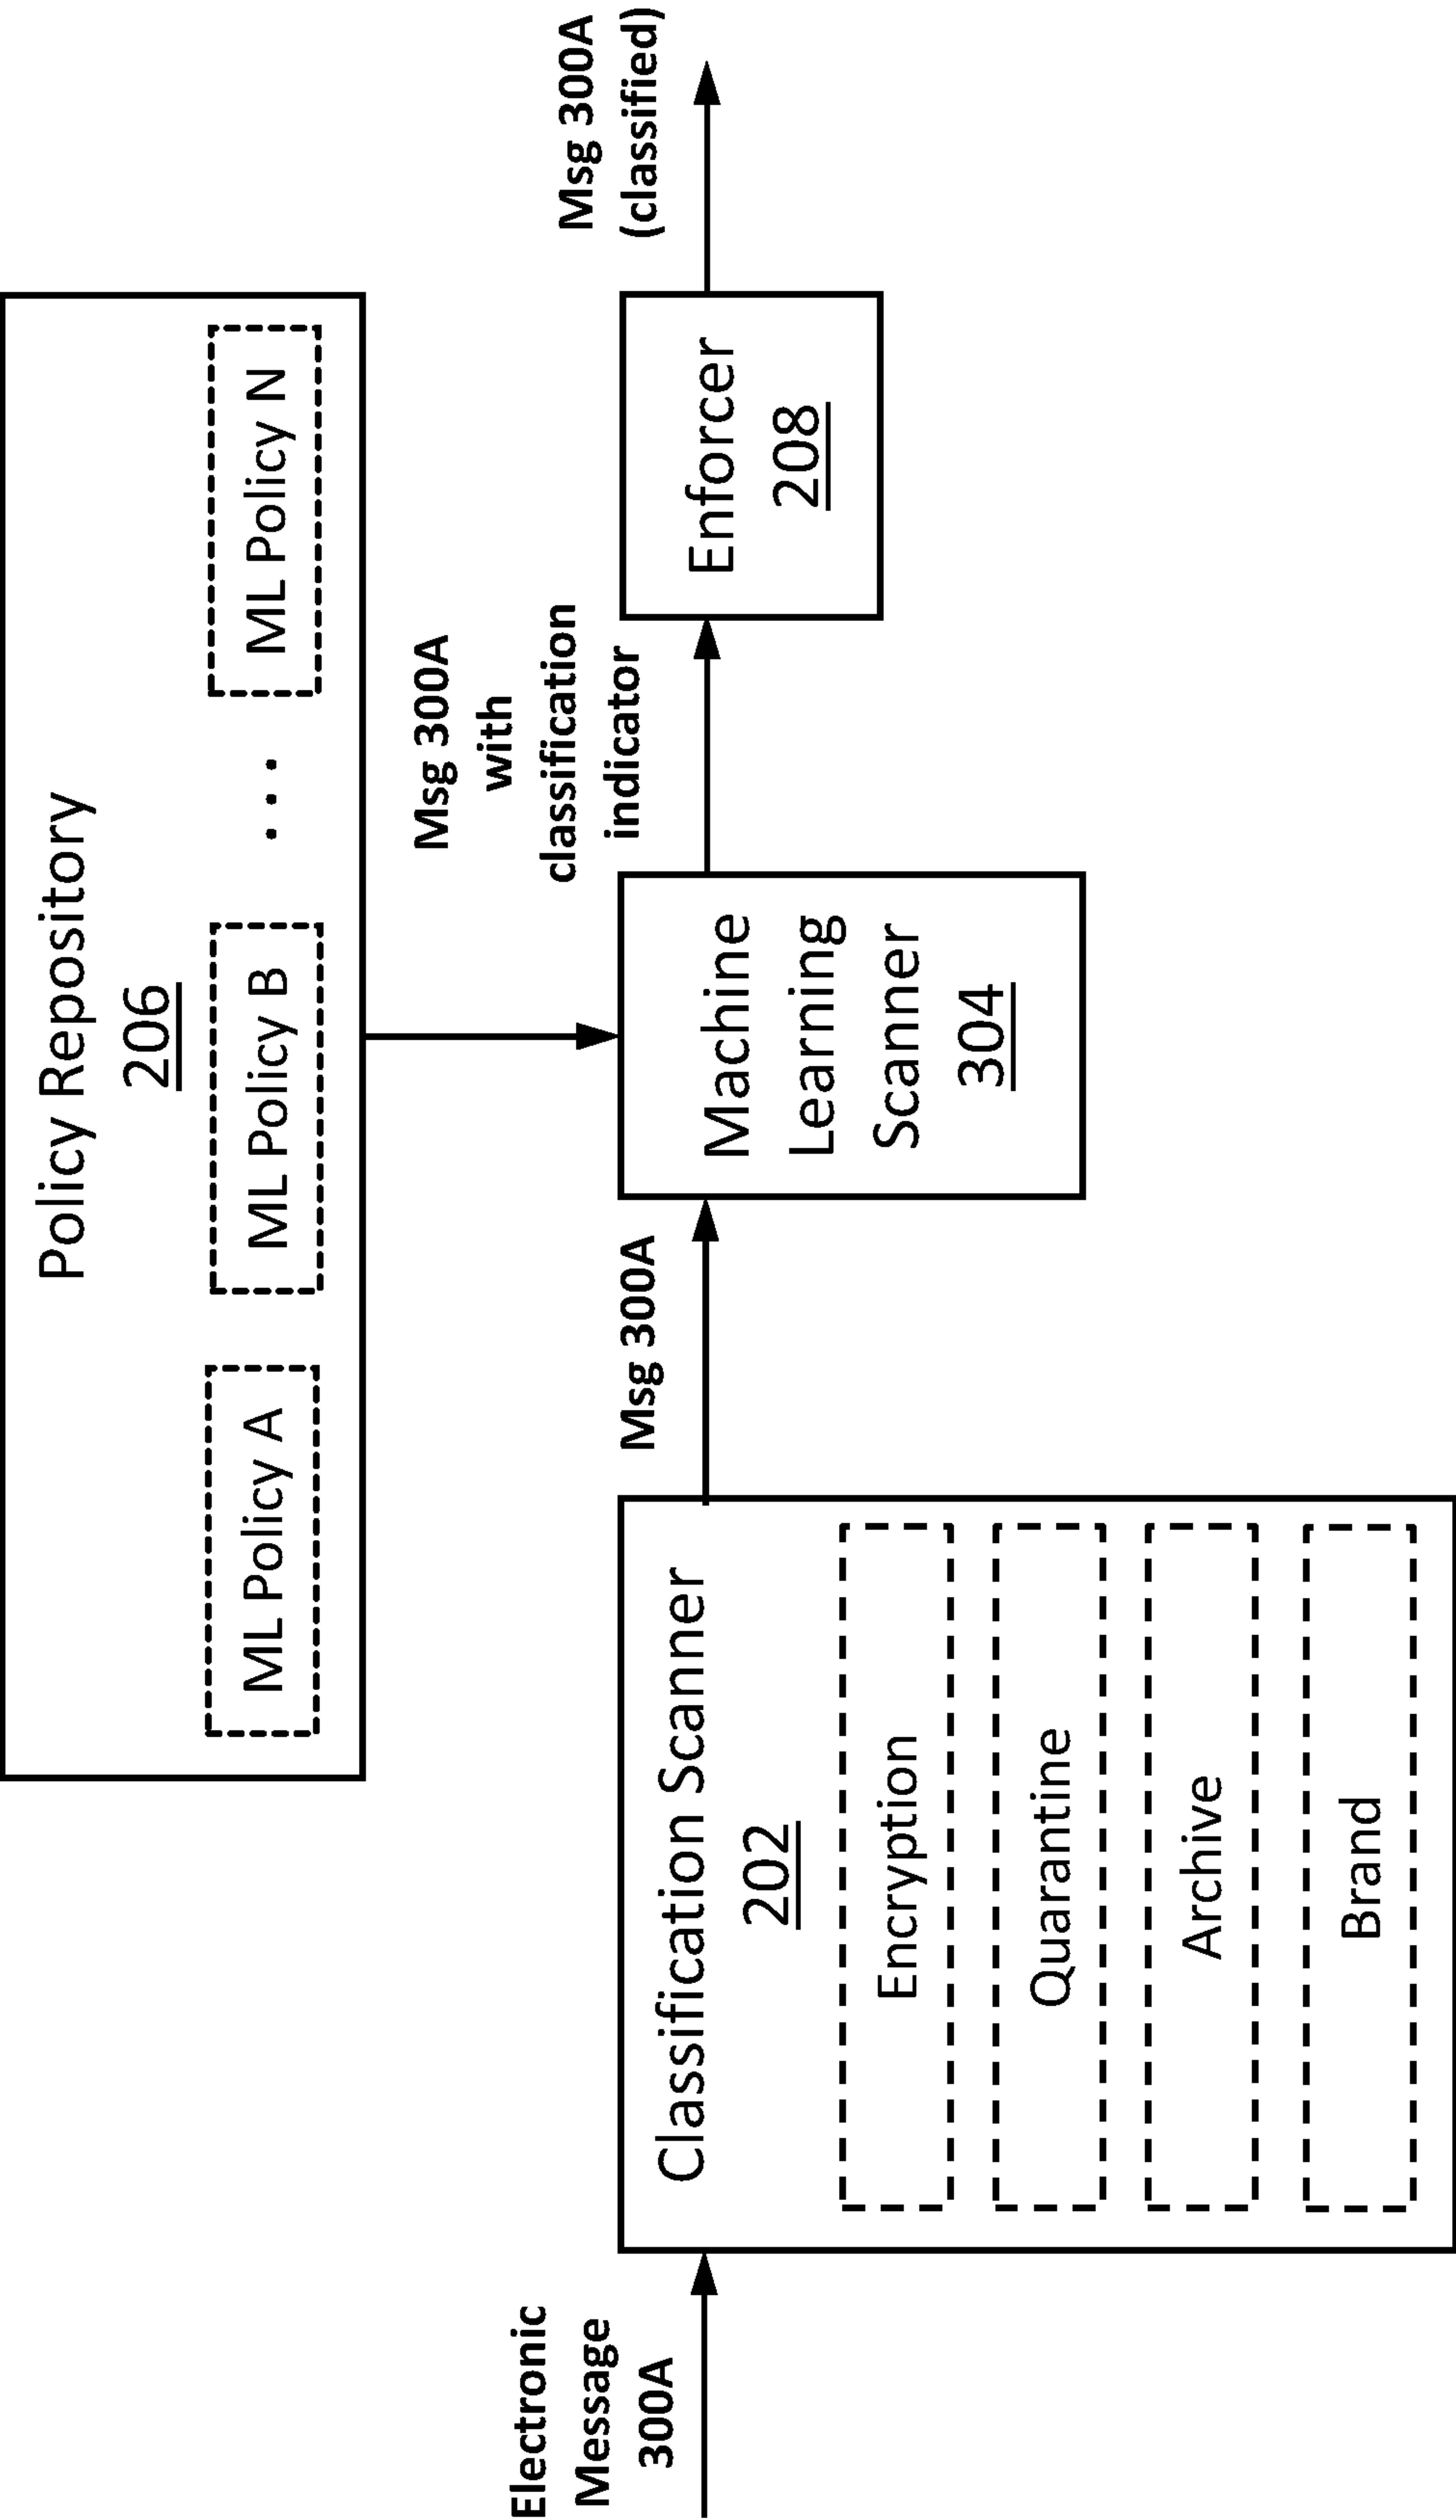 Policy Repository
206
ML Policy A
ML Policy B
. . .
ML Policy N
Electronic
Message
300A
Classification Scanner
202
Encryption
Quarantine
Archive
Brand
Msg 300A
Machine
Learning
Scanner
304
Msg 300A
with
classification
indicator
Enforcer
208
Msg 300A
(classified)